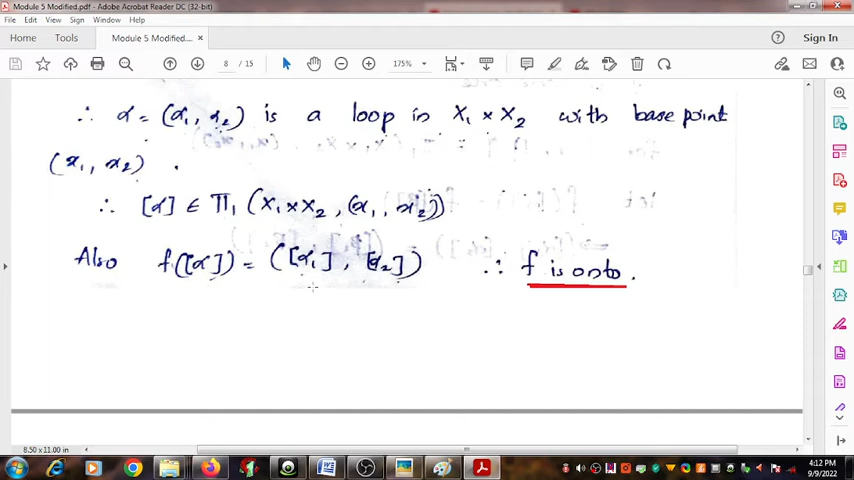 Module 5 Modified.pdf - Adobe Acrobat Reader DC (32-bit)
File Edit View Sign Window Help
Home Tools Module 5 Modified.... × Sign In
8 / 15 175%
∴ α = (α₁, α₂) is a loop in X₁ × X₂ with base point
(x₁, x₂) .
∴ [α] ∈ Π₁ (X₁×X₂, (x₁, x₂))
Also f([α]) = ([α₁], [α₂]) ∴ f is onto.
8.50 x 11.00 in
4:12 PM
9/9/2022